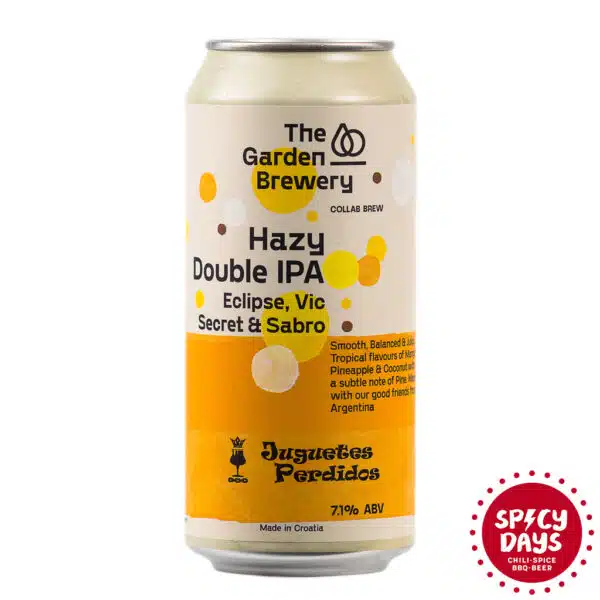 The
Garden
Brewery
COLLAB BREW
Hazy
Double IPA
Eclipse, Vic
Secret & Sabro
Smooth, Balanced &
Tropical flavours of
Pineapple & Coconut
a subtle note of Pine.
with our good friends
Argentina
Juguetes
Perdidos
7.1% ABV
Made in Croatia
SPICY
DAYS
CHILI-SPICE
BBQ-BEER